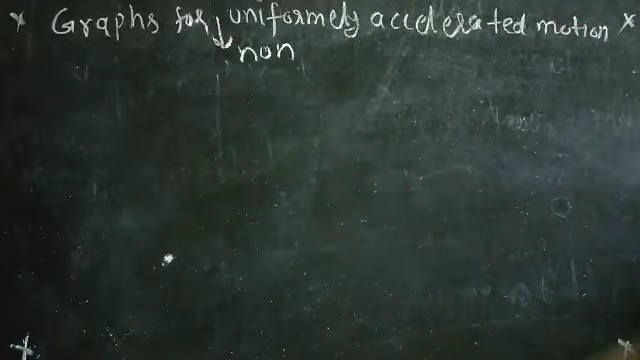 × Graphs for ↓ uniformely accelerated motion ×
non